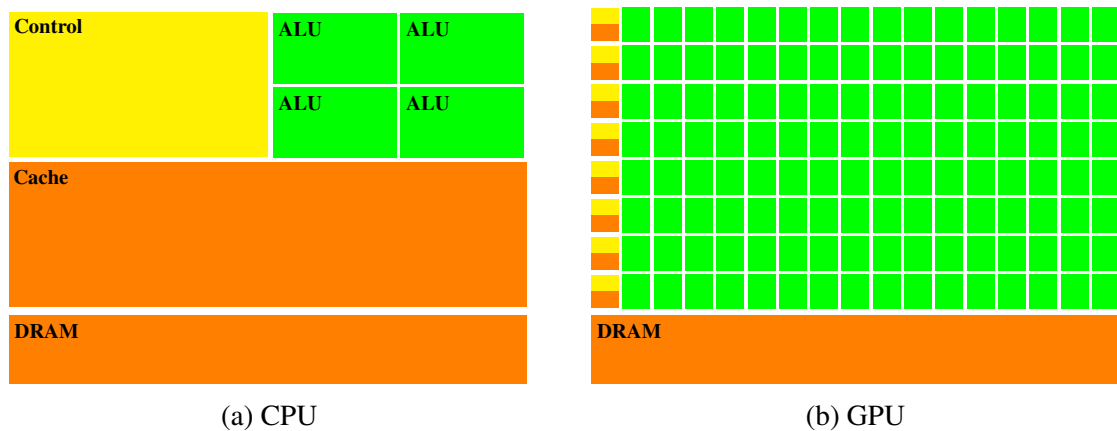 Control
ALU ALU
ALU ALU
Cache
DRAM
(a) CPU
DRAM
(b) GPU